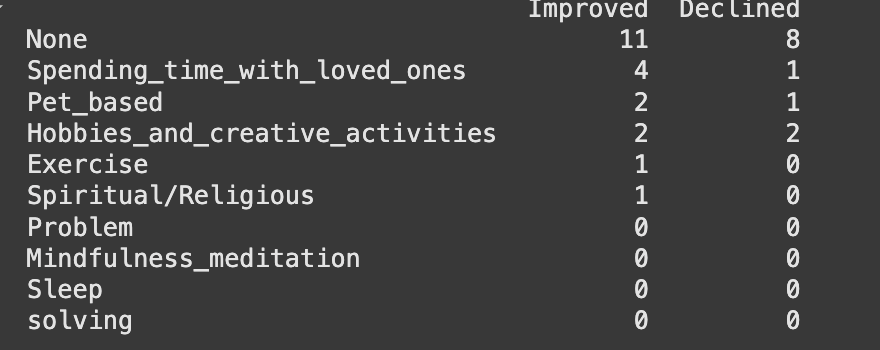 Improved Declined
None 11 8
Spending_time_with_loved_ones 4 1
Pet_based 2 1
Hobbies_and_creative_activities 2 2
Exercise 1 0
Spiritual/Religious 1 0
Problem 0 0
Mindfulness_meditation 0 0
Sleep 0 0
solving 0 0